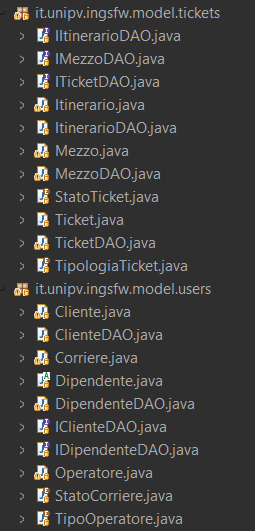 it.unipv.ingsfw.model.tickets
IItinerarioDAO.java
IMezzoDAO.java
ITicketDAO.java
Itinerario.java
ItinerarioDAO.java
Mezzo.java
MezzoDAO.java
StatoTicket.java
Ticket.java
TicketDAO.java
TipologiaTicket.java
it.unipv.ingsfw.model.users
Cliente.java
ClienteDAO.java
Corriere.java
Dipendente.java
DipendenteDAO.java
IClienteDAO.java
IDipendenteDAO.java
Operatore.java
StatoCorriere.java
TipoOperatore.java